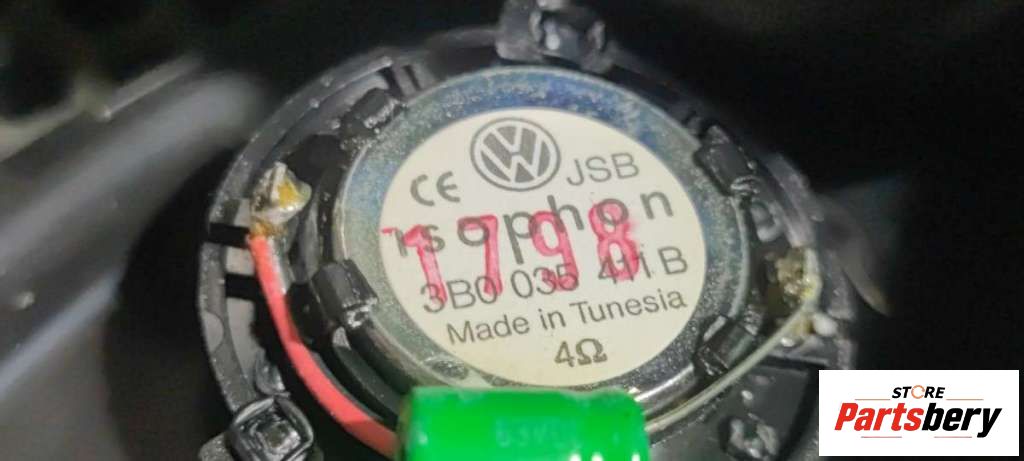 CE JSB
isophon
1798
3B0 035 411 B
Made in Tunesia
4Ω
STORE
Partsbery